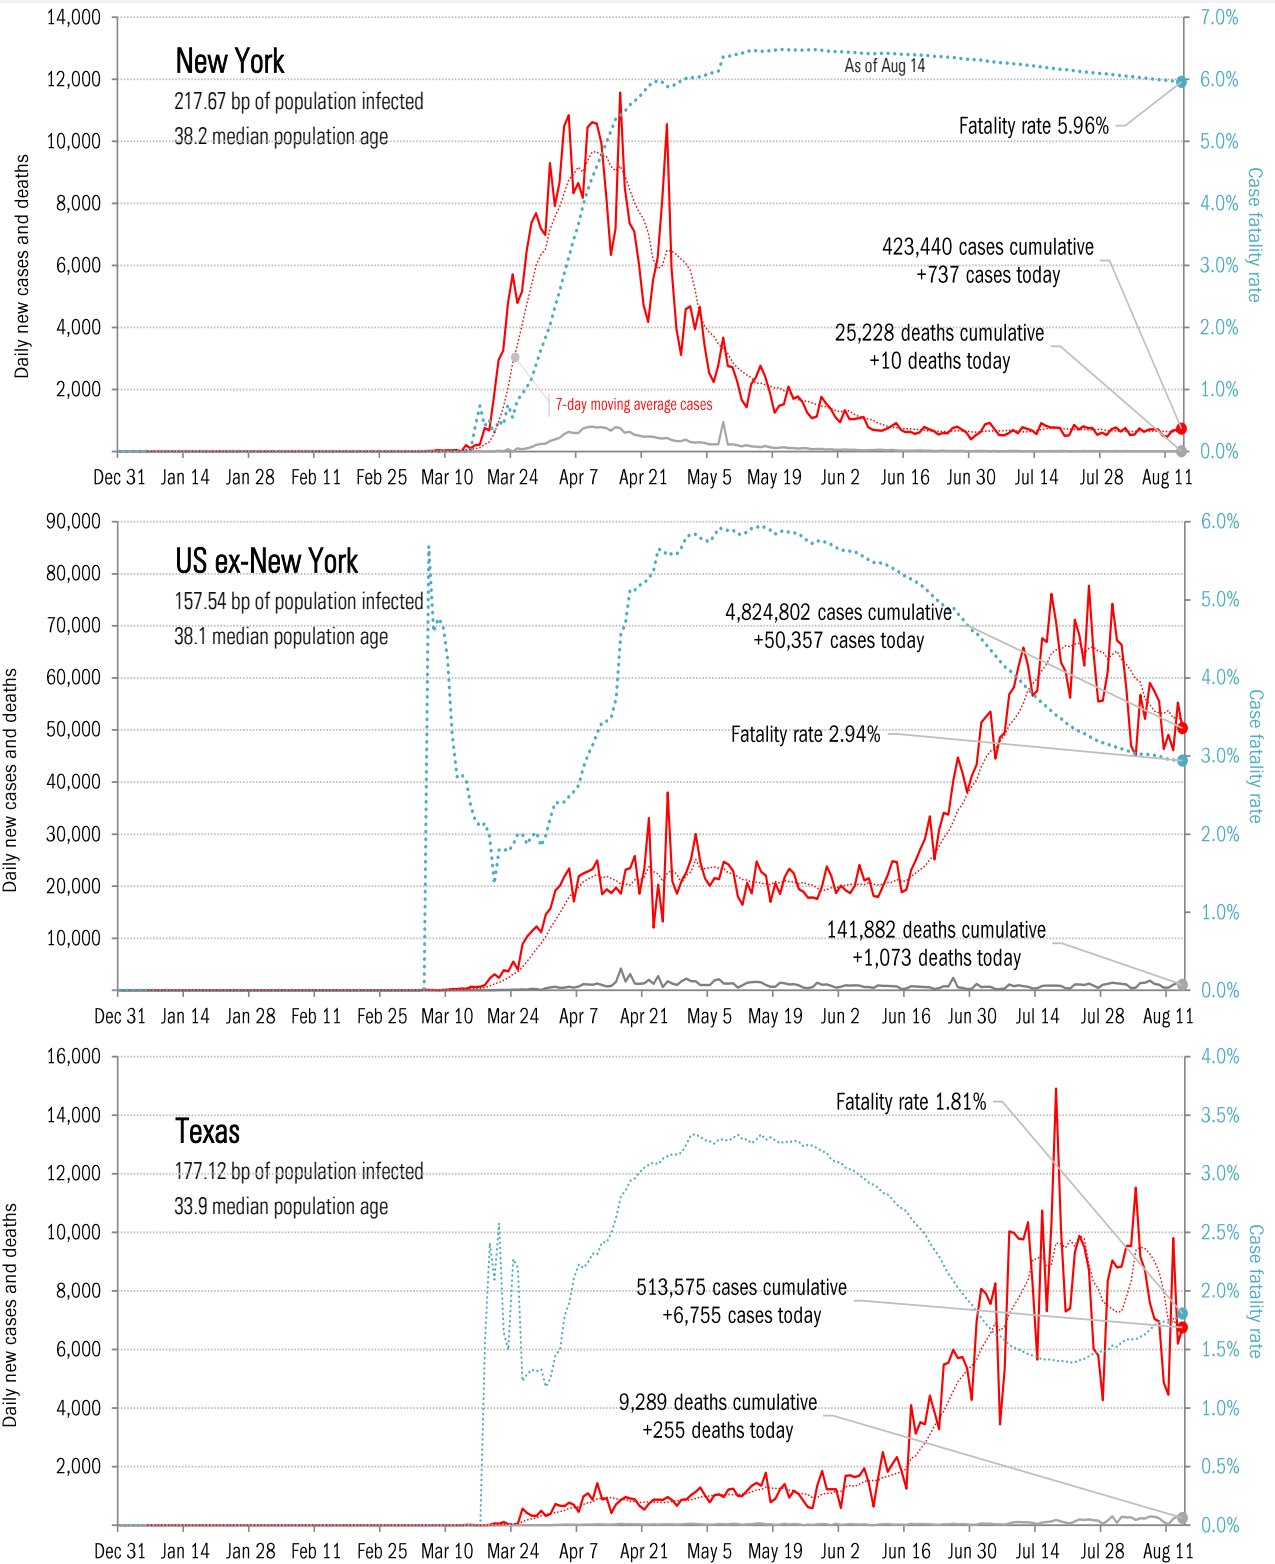 14,000
12,000
10,000
8,000
6,000
4,000
2,000
7.0%
6.0%
5.0%
4.0%
3.0%
2.0%
1.0%
0.0%
Daily new cases and deaths
Case fatality rate
New York
217.67 bp of population infected
38.2 median population age
As of Aug 14
Fatality rate 5.96%
423,440 cases cumulative
+737 cases today
25,228 deaths cumulative
+10 deaths today
7-day moving average cases
Dec 31 Jan 14 Jan 28 Feb 11 Feb 25 Mar 10 Mar 24 Apr 7 Apr 21 May 5 May 19 Jun 2 Jun 16 Jun 30 Jul 14 Jul 28 Aug 11
90,000
80,000
70,000
60,000
50,000
40,000
30,000
20,000
10,000
6.0%
5.0%
4.0%
3.0%
2.0%
1.0%
0.0%
Daily new cases and deaths
Case fatality rate
US ex-New York
157.54 bp of population infected
38.1 median population age
4,824,802 cases cumulative
+50,357 cases today
Fatality rate 2.94%
141,882 deaths cumulative
+1,073 deaths today
Dec 31 Jan 14 Jan 28 Feb 11 Feb 25 Mar 10 Mar 24 Apr 7 Apr 21 May 5 May 19 Jun 2 Jun 16 Jun 30 Jul 14 Jul 28 Aug 11
16,000
14,000
12,000
10,000
8,000
6,000
4,000
2,000
4.0%
3.5%
3.0%
2.5%
2.0%
1.5%
1.0%
0.5%
0.0%
Daily new cases and deaths
Case fatality rate
Texas
177.12 bp of population infected
33.9 median population age
Fatality rate 1.81%
513,575 cases cumulative
+6,755 cases today
9,289 deaths cumulative
+255 deaths today
Dec 31 Jan 14 Jan 28 Feb 11 Feb 25 Mar 10 Mar 24 Apr 7 Apr 21 May 5 May 19 Jun 2 Jun 16 Jun 30 Jul 14 Jul 28 Aug 11